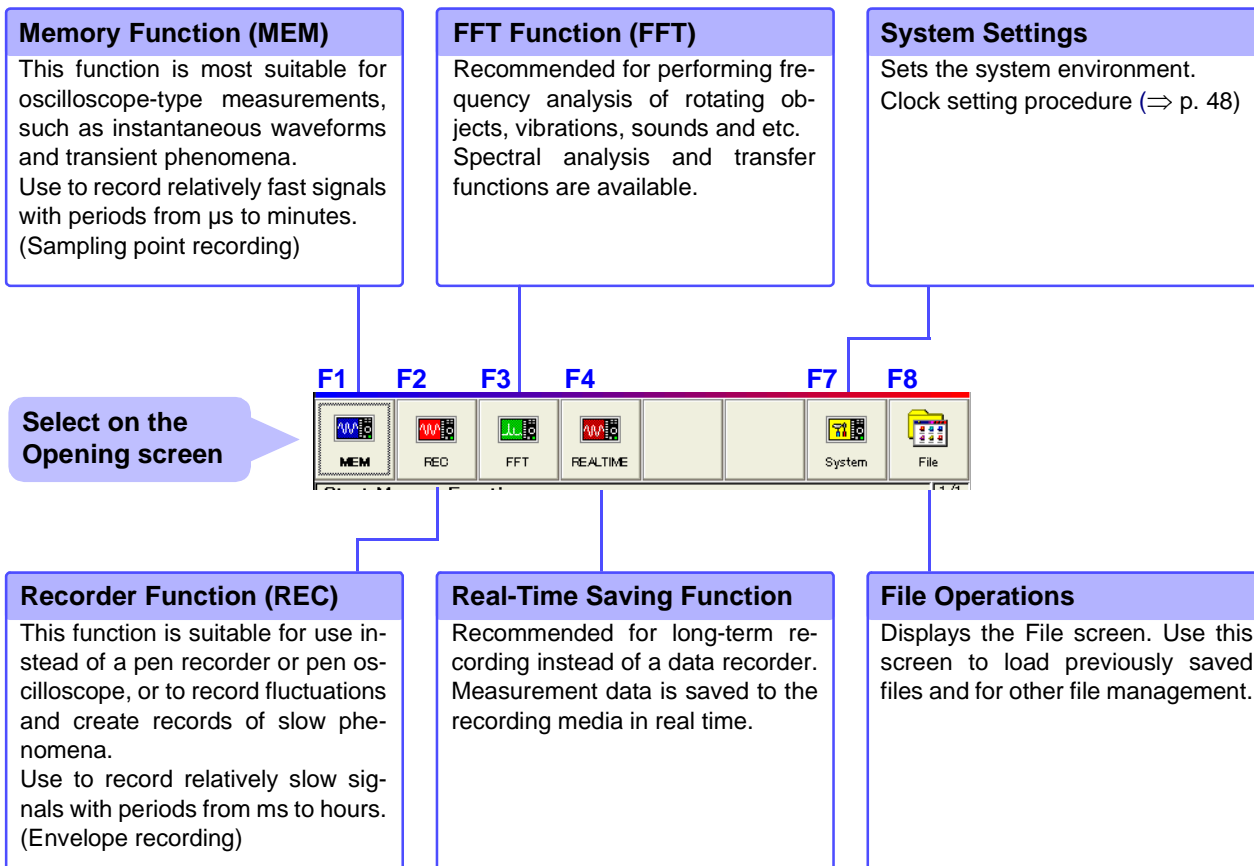 Memory Function (MEM)
This function is most suitable for
oscilloscope-type measurements,
such as instantaneous waveforms
and transient phenomena.
Use to record relatively fast signals
with periods from µs to minutes.
(Sampling point recording)
FFT Function (FFT)
Recommended for performing fre-
quency analysis of rotating ob-
jects, vibrations, sounds and etc.
Spectral analysis and transfer
functions are available.
System Settings
Sets the system environment.
Clock setting procedure (⇒ p. 48)
F1 F2 F3 F4 F7 F8
Select on the
Opening screen
MEM REC FFT REALTIME System File
1/1
Recorder Function (REC)
This function is suitable for use in-
stead of a pen recorder or pen os-
cilloscope, or to record fluctuations
and create records of slow phe-
nomena.
Use to record relatively slow sig-
nals with periods from ms to hours.
(Envelope recording)
Real-Time Saving Function
Recommended for long-term re-
cording instead of a data recorder.
Measurement data is saved to the
recording media in real time.
File Operations
Displays the File screen. Use this
screen to load previously saved
files and for other file management.